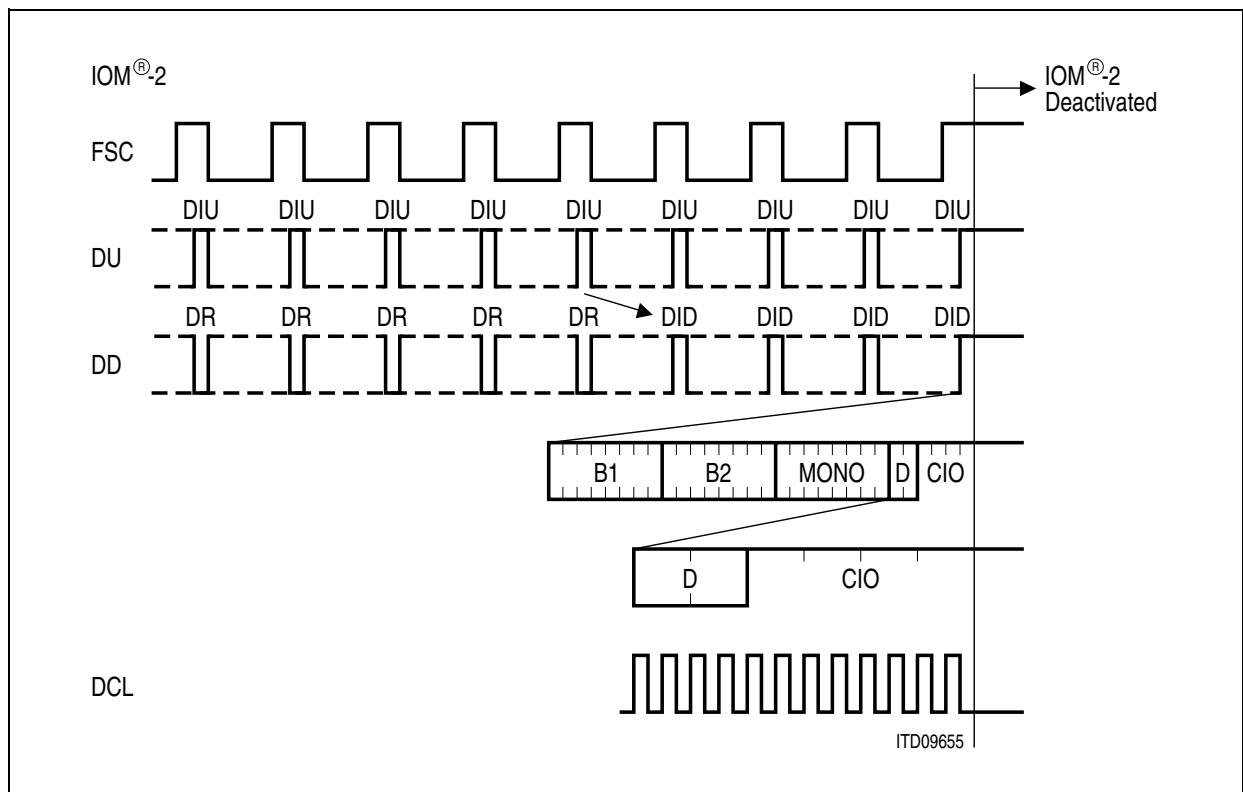 IOM®-2
IOM®-2
Deactivated
FSC
DIU DIU DIU DIU DIU DIU DIU DIU DIU
DU
DR DR DR DR DR DID DID DID DID
DD
B1 B2 MONO D CIO
D CIO
DCL
ITD09655